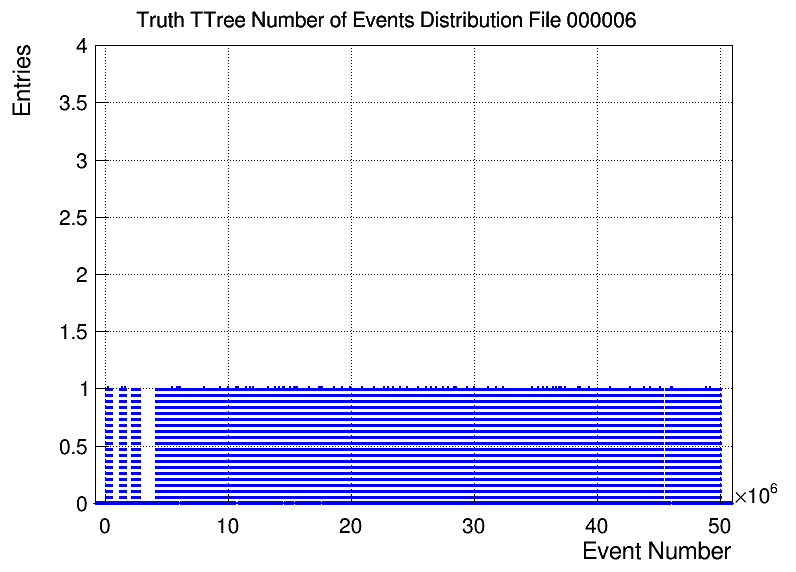 Truth TTree Number of Events Distribution File 000006
Entries
4
3.5
3
2.5
2
1.5
1
0.5
0
×10⁶
0 10 20 30 40 50
Event Number